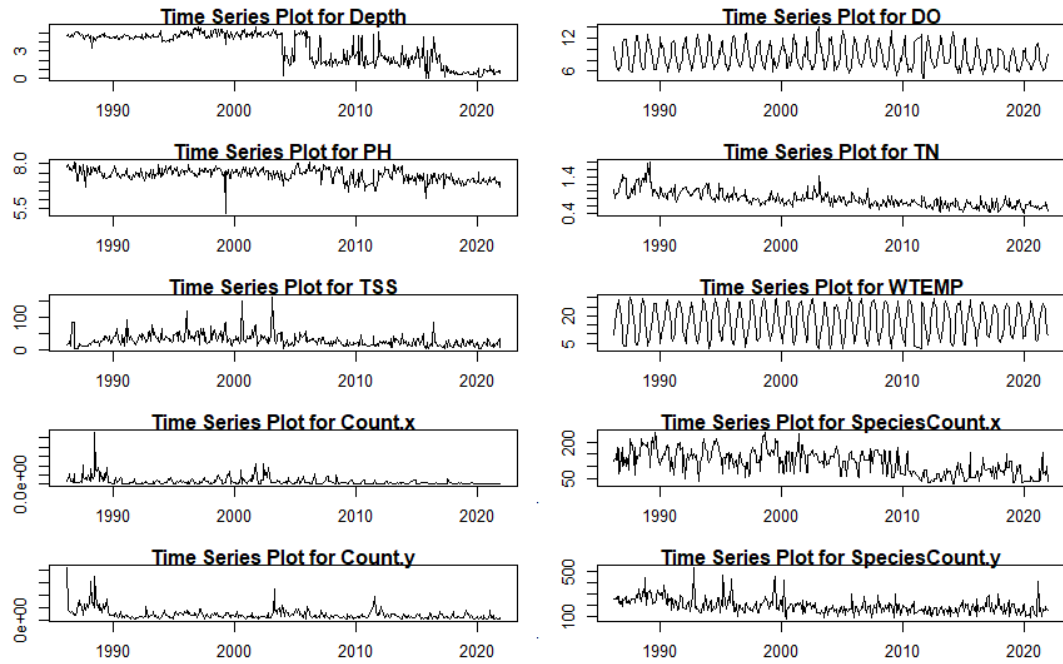 Time Series Plot for Depth
3
0
1990 2000 2010 2020
Time Series Plot for DO
12
6
1990 2000 2010 2020
Time Series Plot for PH
8.0
5.5
1990 2000 2010 2020
Time Series Plot for TN
1.4
0.4
1990 2000 2010 2020
Time Series Plot for TSS
100
0
1990 2000 2010 2020
Time Series Plot for WTEMP
20
5
1990 2000 2010 2020
Time Series Plot for Count.x
0.0e+00
1990 2000 2010 2020
Time Series Plot for SpeciesCount.x
200
50
1990 2000 2010 2020
Time Series Plot for Count.y
0e+00
1990 2000 2010 2020
Time Series Plot for SpeciesCount.y
500
100
1990 2000 2010 2020